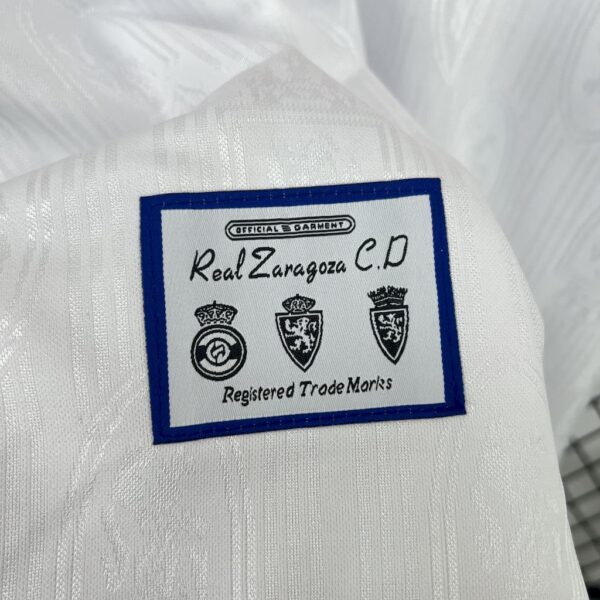 OFFICIAL GARMENT
Real Zaragoza C.D
Registered Trade Marks